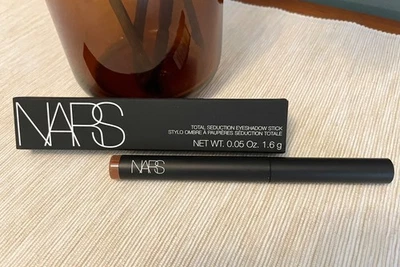 NARS
TOTAL SEDUCTION EYESHADOW STICK
STYLO OMBRE À PAUPIÈRES SÉDUCTION TOTALE
NET WT. 0.05 Oz. 1.6 g
NARS